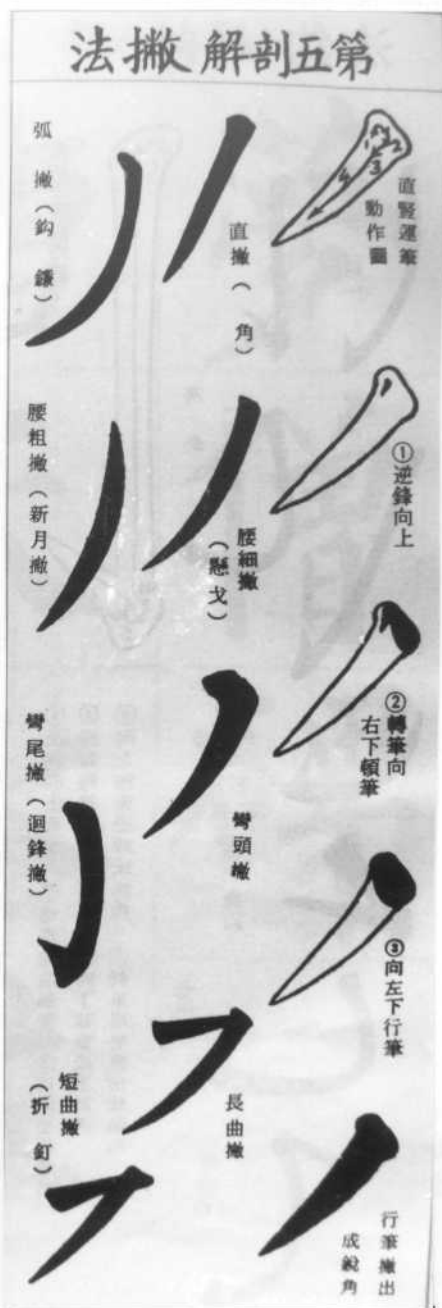 第五剖解撇法
直豎運筆
動作圖
①逆鋒向上
②轉筆向
右下頓筆
③向左下行筆
行筆撇出
成銳角
直撇(角)
腰細撇
(懸戈)
彎頭撇
長曲撇
弧撇(鈎鐮)
腰粗撇(新月撇)
彎尾撇(迴鋒撇)
短曲撇
(折釘)